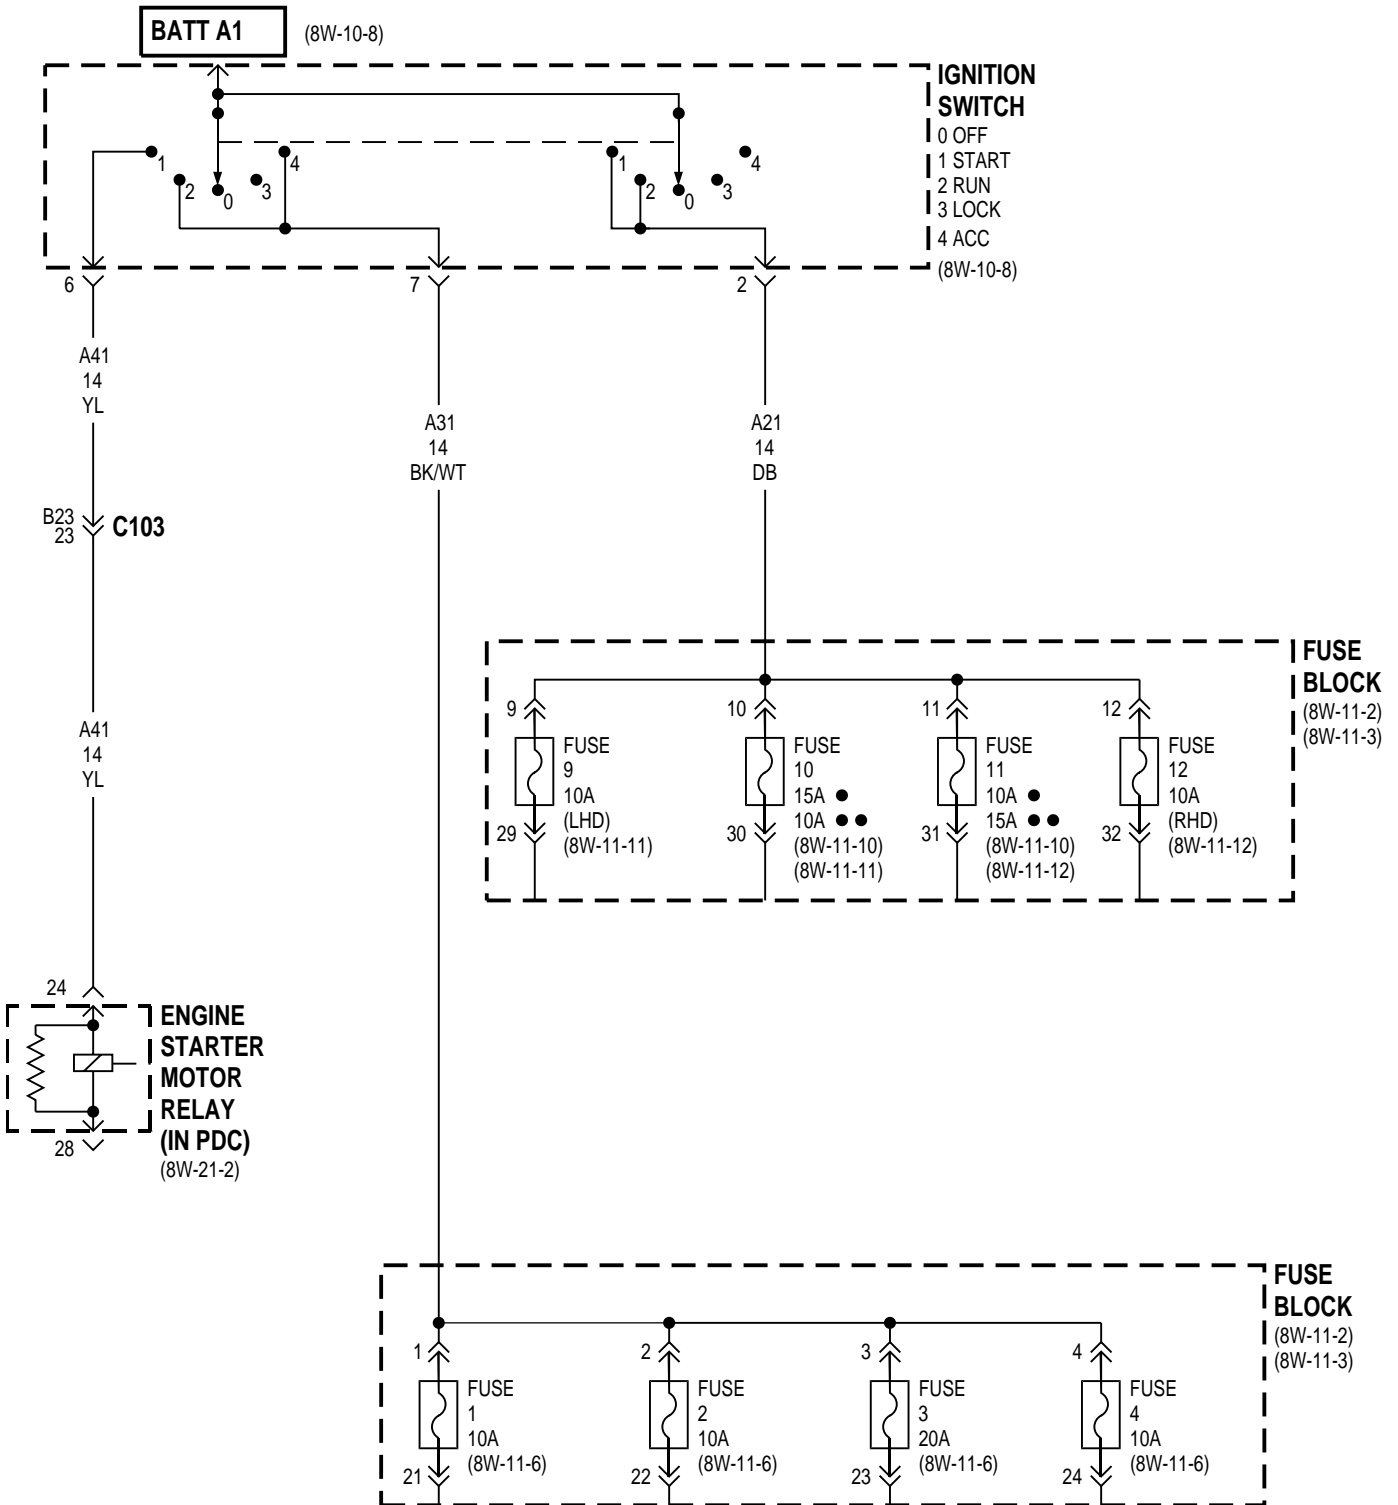 BATT A1 (8W-10-8)
IGNITION
SWITCH
0 OFF
1 START
2 RUN
3 LOCK
4 ACC
(8W-10-8)
1
2
0
3
4
1
2
0
3
4
6
7
2
A41
14
YL
A31
14
BK/WT
A21
14
DB
B23
23
C103
A41
14
YL
FUSE
BLOCK
(8W-11-2)
(8W-11-3)
9
FUSE
9
10A
(LHD)
(8W-11-11)
29
10
FUSE
10
15A ●
10A ● ●
(8W-11-10)
(8W-11-11)
30
11
FUSE
11
10A ●
15A ● ●
(8W-11-10)
(8W-11-12)
31
12
FUSE
12
10A
(RHD)
(8W-11-12)
32
24
ENGINE
STARTER
MOTOR
RELAY
(IN PDC)
(8W-21-2)
28
FUSE
BLOCK
(8W-11-2)
(8W-11-3)
1
FUSE
1
10A
(8W-11-6)
21
2
FUSE
2
10A
(8W-11-6)
22
3
FUSE
3
20A
(8W-11-6)
23
4
FUSE
4
10A
(8W-11-6)
24